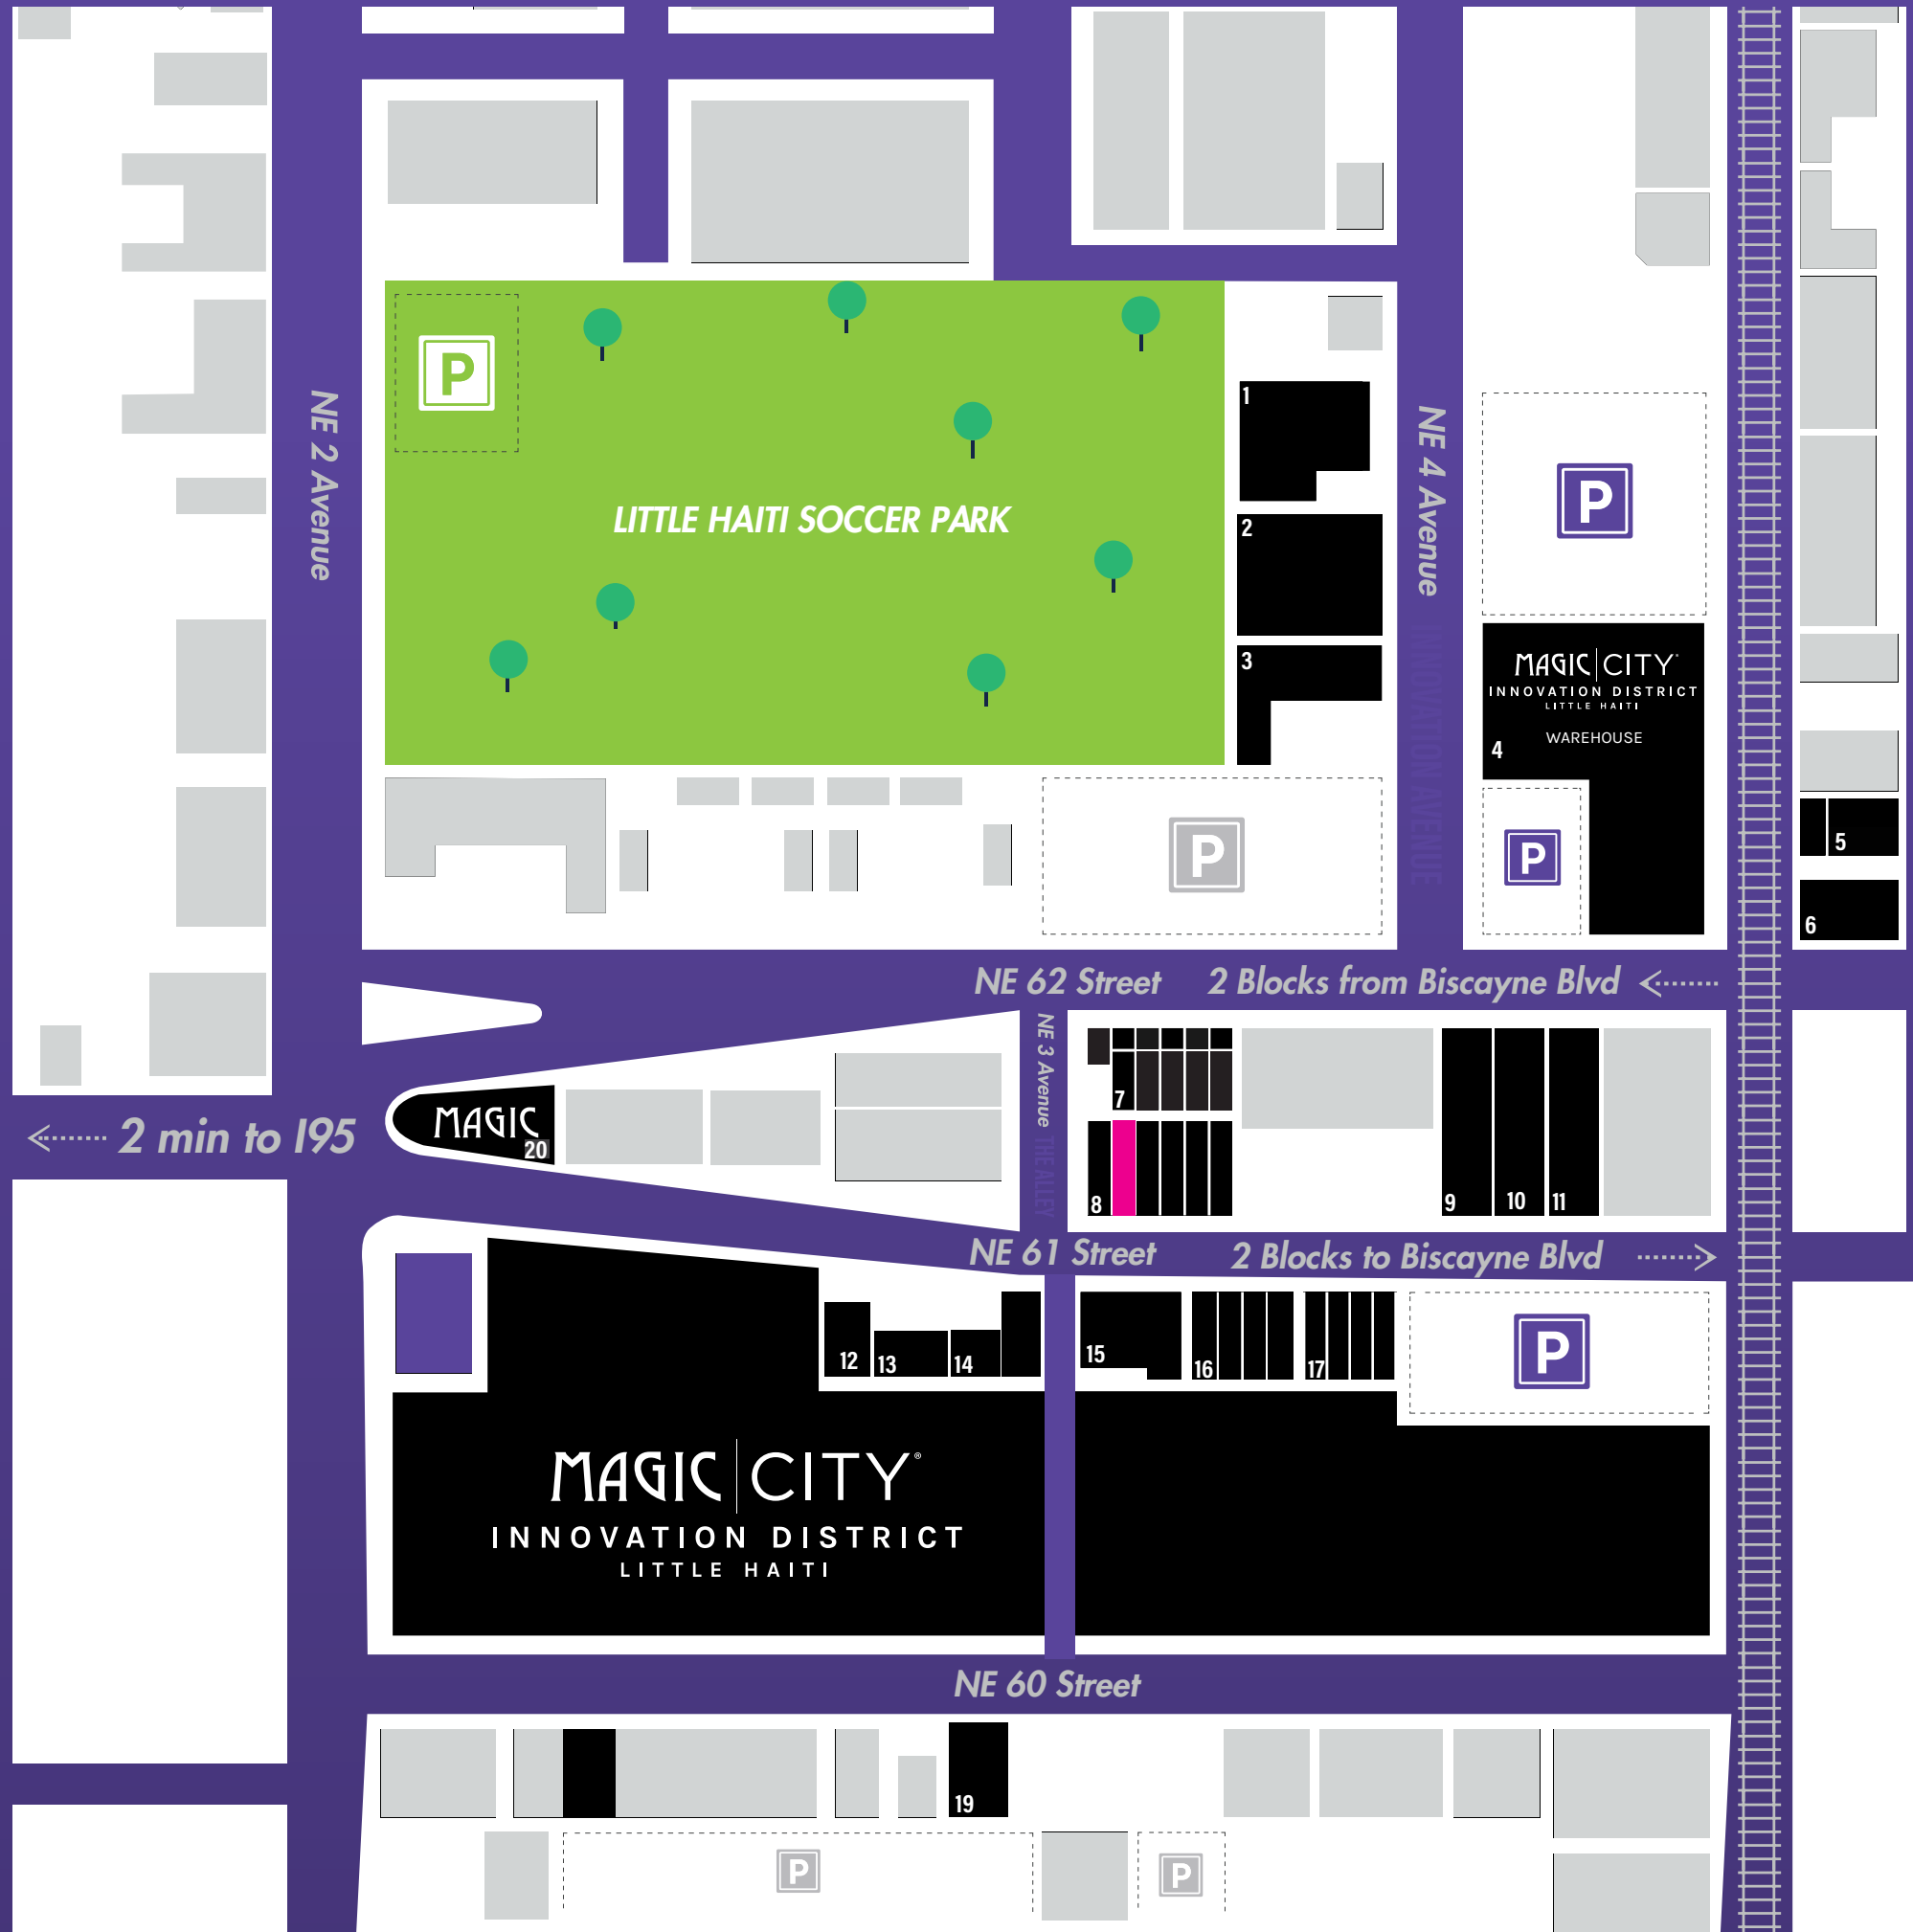 P
NE 2 Avenue
LITTLE HAITI SOCCER PARK
1
2
3
NE 4 Avenue
INNOVATION AVENUE
P
MAGIC CITY
INNOVATION DISTRICT
LITTLE HAITI
WAREHOUSE
4
P
P
5
6
NE 62 Street
2 Blocks from Biscayne Blvd
2 min to I95
MAGIC
20
NE 3 Avenue
THE ALLEY
7
8
9
10
11
NE 61 Street
2 Blocks to Biscayne Blvd
12
13
14
15
16
17
P
MAGIC CITY®
INNOVATION DISTRICT
LITTLE HAITI
NE 60 Street
19
P
P